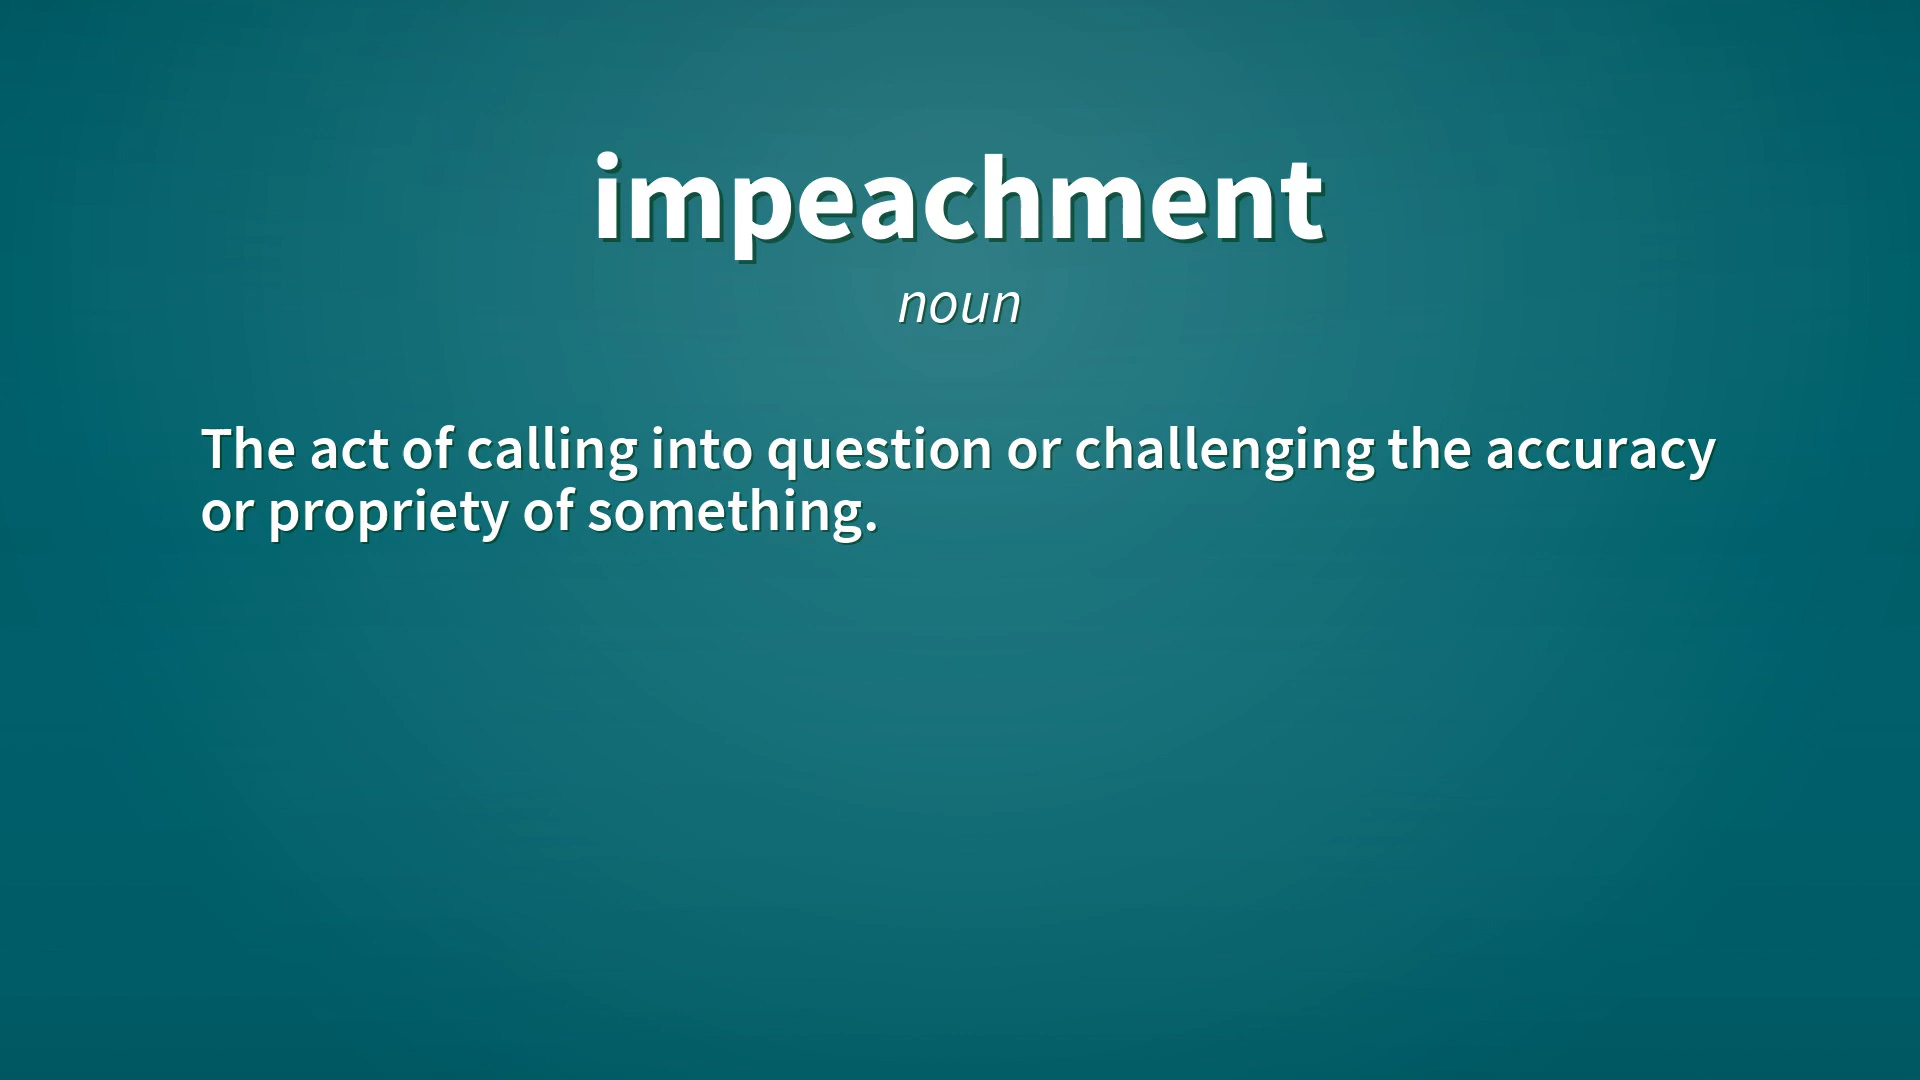 impeachment
noun
The act of calling into question or challenging the accuracy
or propriety of something.